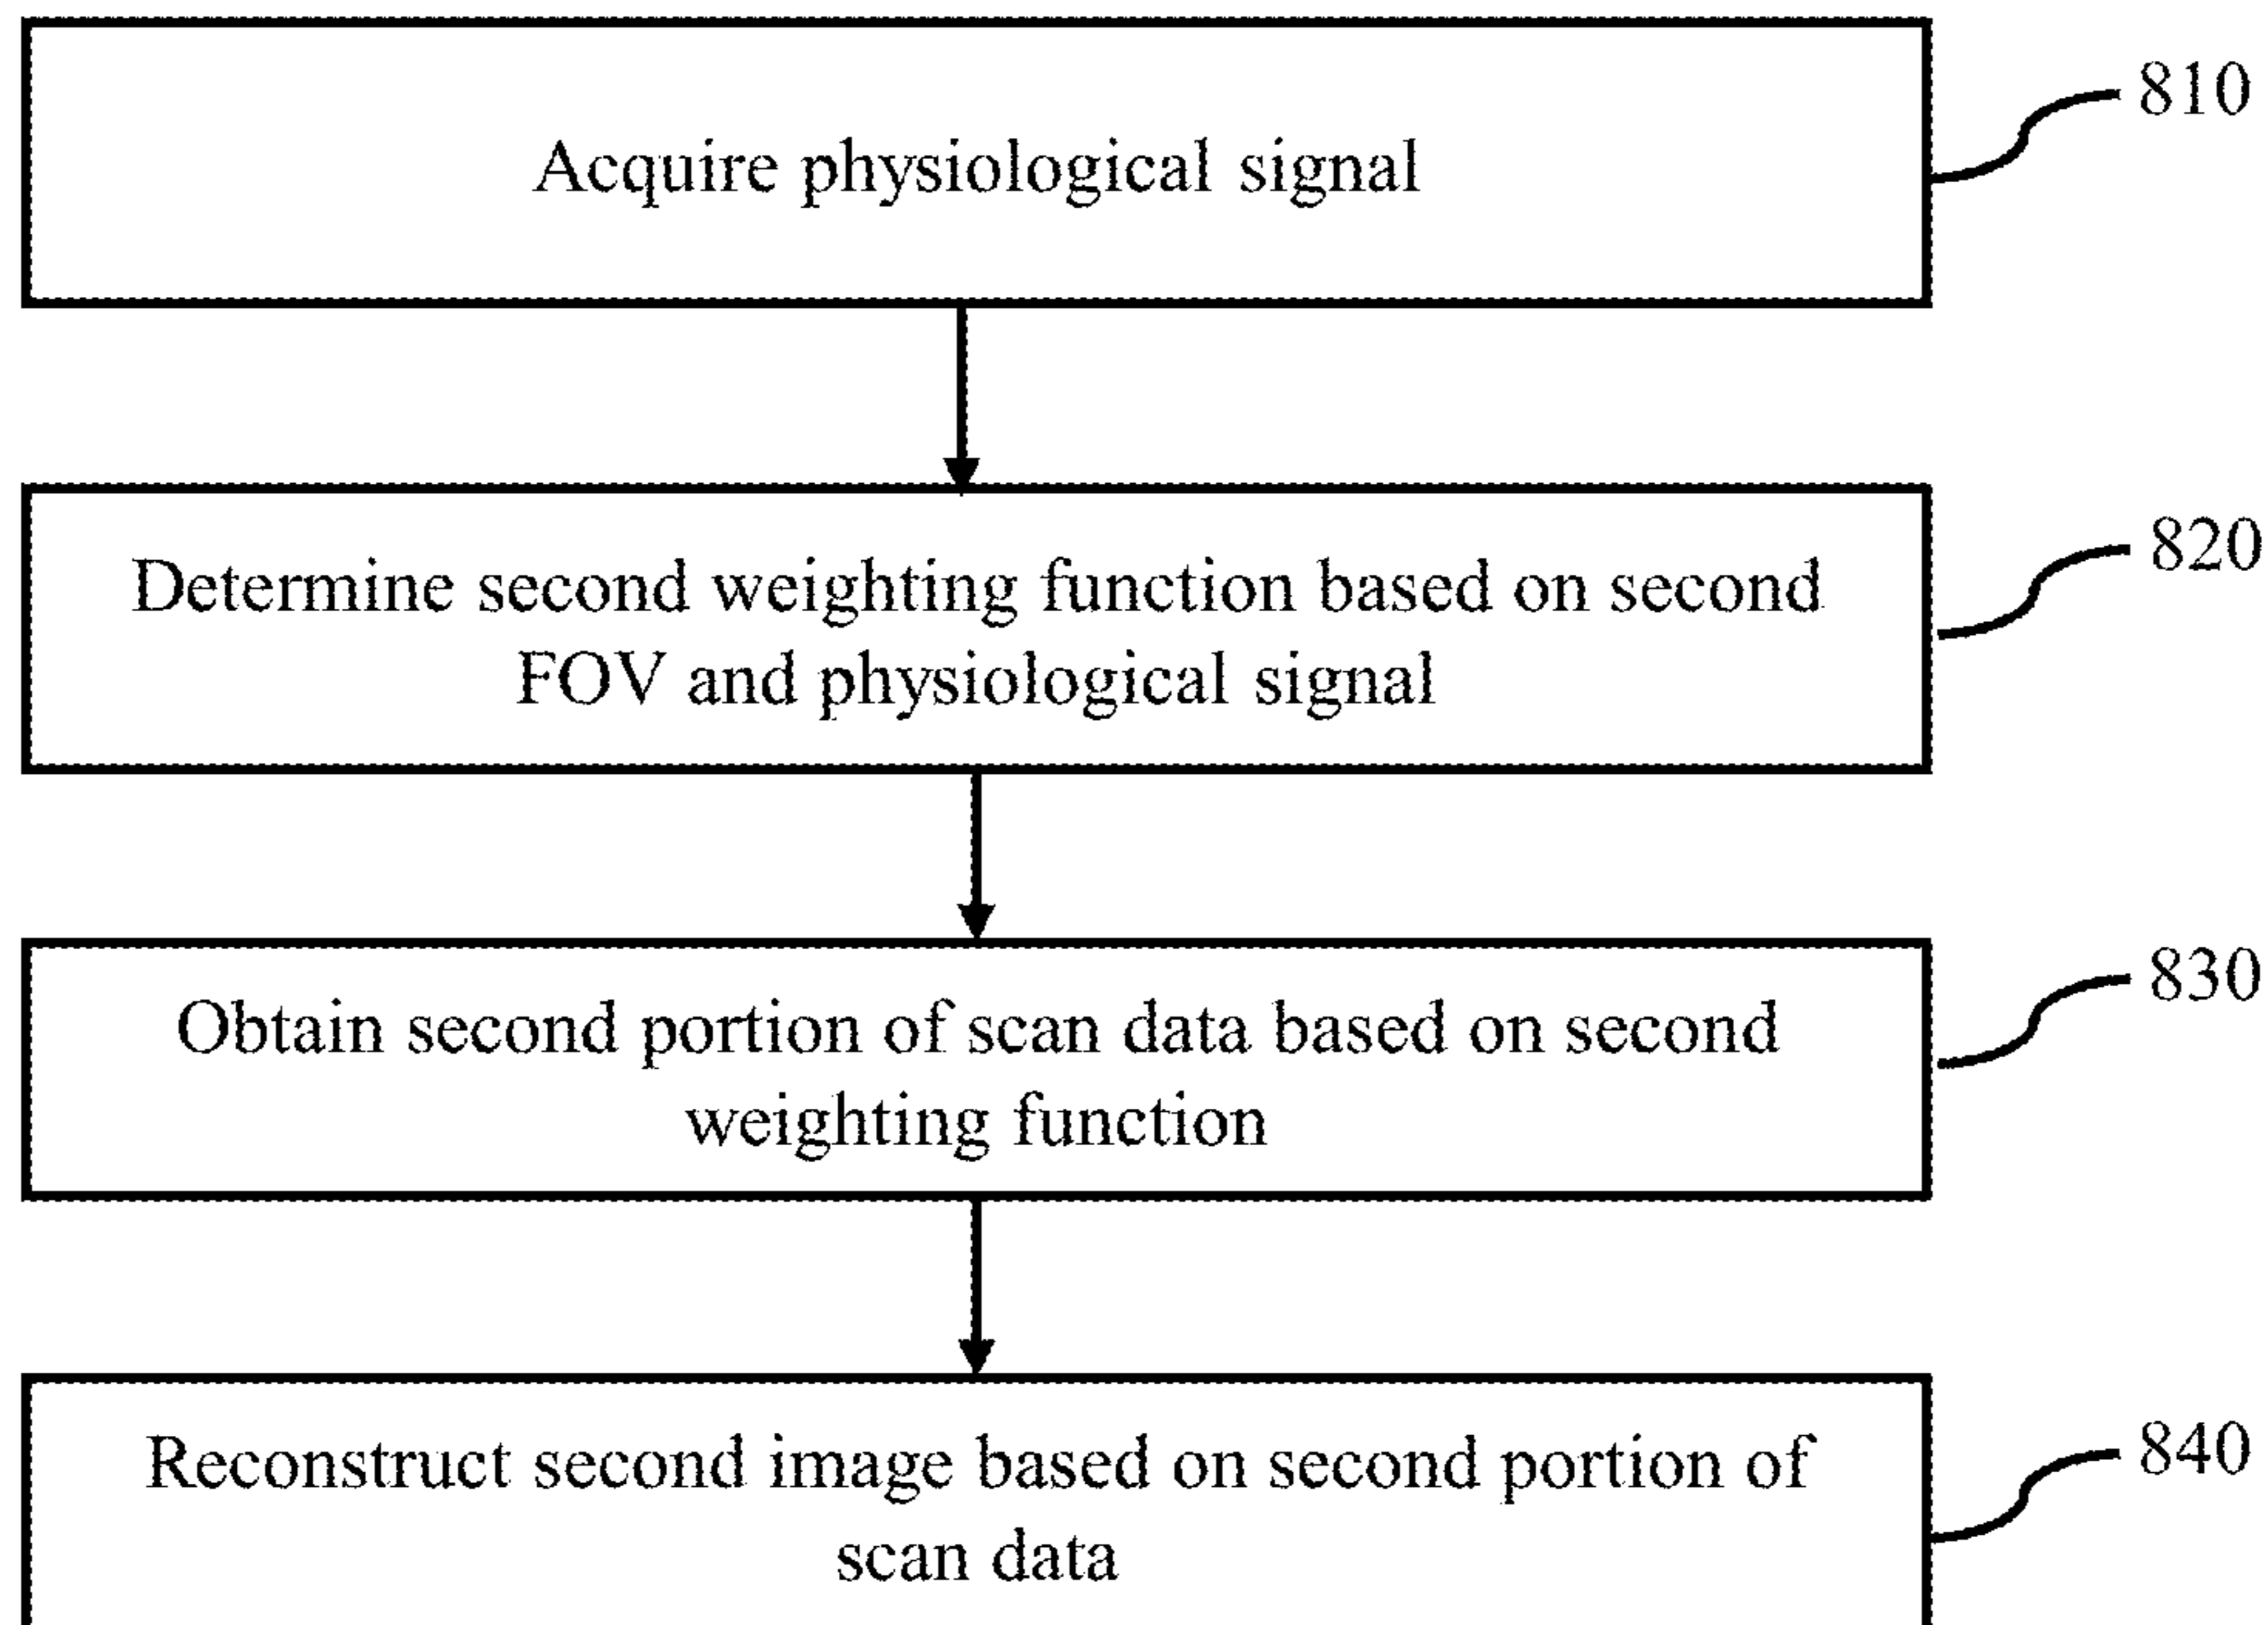 Acquire physiological signal
810
Determine second weighting function based on second
FOV and physiological signal
820
Obtain second portion of scan data based on second
weighting function
830
Reconstruct second image based on second portion of
scan data
840